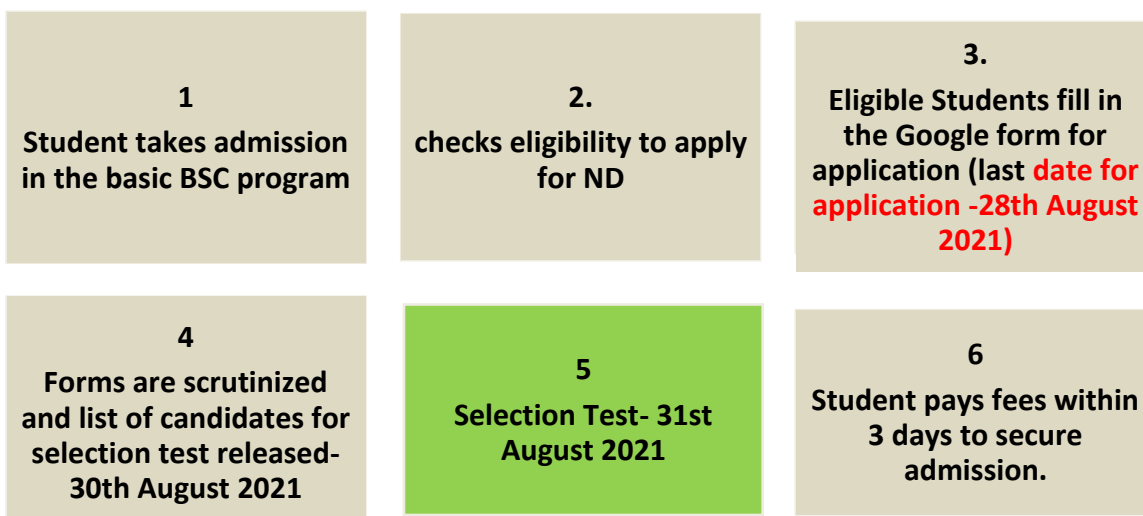 1
Student takes admission
in the basic BSC program
2.
checks eligibility to apply
for ND
3.
Eligible Students fill in
the Google form for
application (last date for
application -28th August
2021)
4
Forms are scrutinized
and list of candidates for
selection test released-
30th August 2021
5
Selection Test- 31st
August 2021
6
Student pays fees within
3 days to secure
admission.